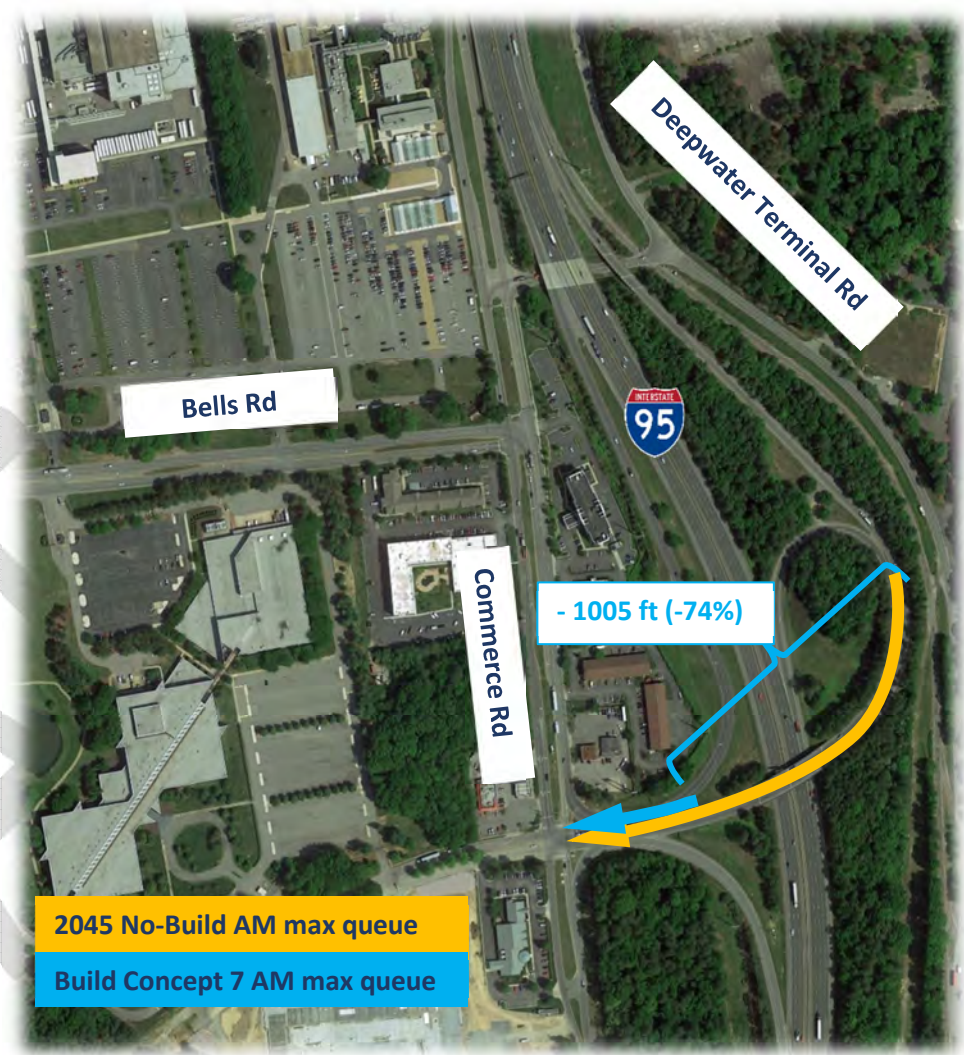 Deepwater Terminal Rd
INTERSTATE
95
Bells Rd
Commerce Rd
- 1005 ft (-74%)
2045 No-Build AM max queue
Build Concept 7 AM max queue